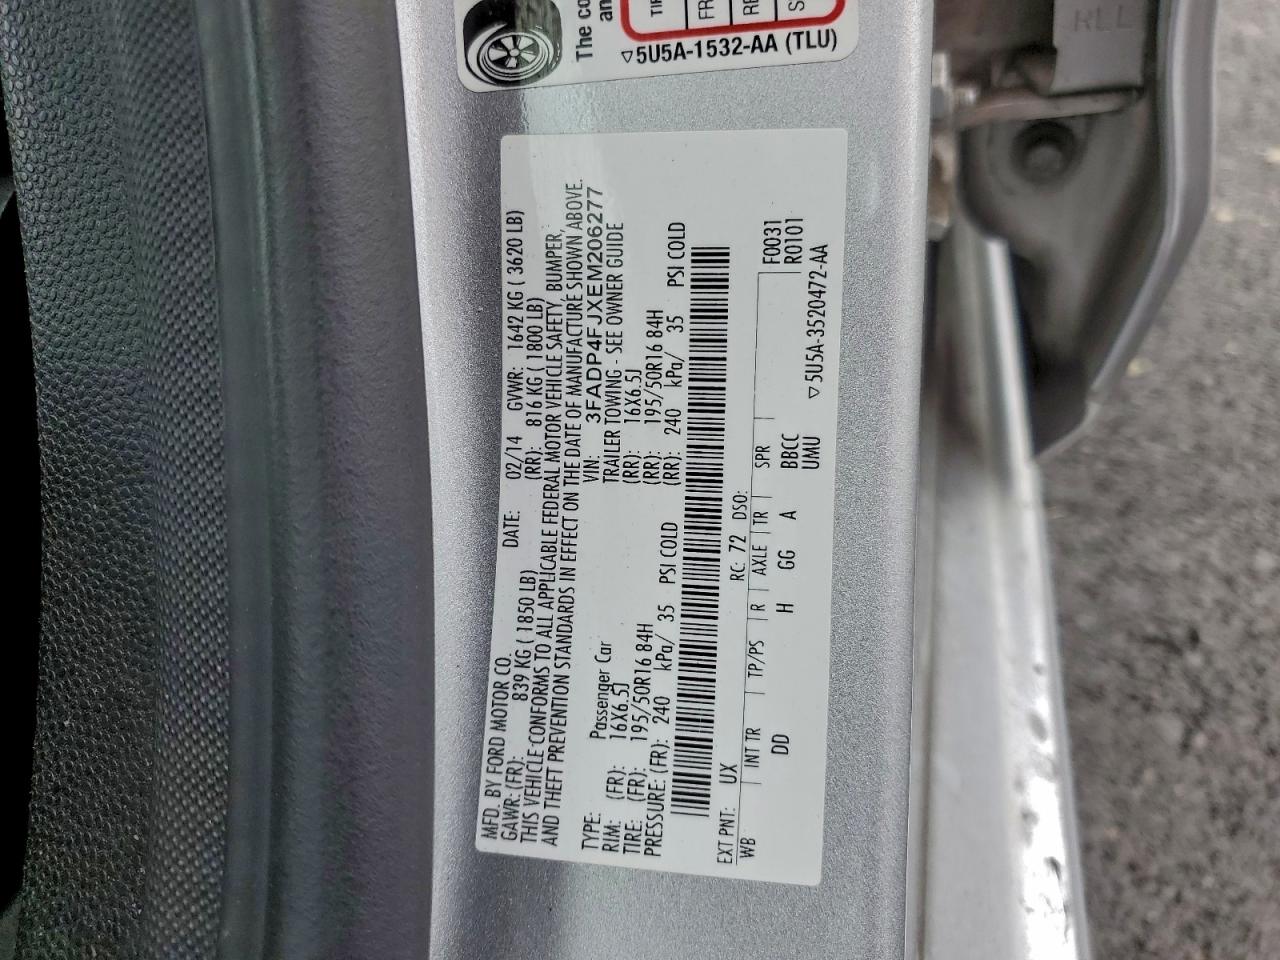 The co
an
TIR
FR
RE
S
▽5U5A-1532-AA (TLU)
RLL
MFD. BY FORD MOTOR CO.
DATE: 02/14 GVWR: 1642 KG ( 3620 LB)
GAWR: (FR): 839 KG ( 1850 LB) (RR): 816 KG ( 1800 LB)
THIS VEHICLE CONFORMS TO ALL APPLICABLE FEDERAL MOTOR VEHICLE SAFETY, BUMPER,
AND THEFT PREVENTION STANDARDS IN EFFECT ON THE DATE OF MANUFACTURE SHOWN ABOVE.
VIN: 3FADP4FJXEM206277
TYPE: Passenger Car TRAILER TOWING - SEE OWNER GUIDE
RIM: (FR): 16X6.5J (RR): 16X6.5J
TIRE: (FR): 195/50R16 84H (RR): 195/50R16 84H
PRESSURE: (FR): 240 kPa/ 35 PSI COLD (RR): 240 kPa/ 35 PSI COLD
EXT PNT: UX RC: 72 DSO: F0031
WB INT TR TP/PS R AXLE TR SPR R0101
DD H GG A BBCC
UMU ▽5U5A-3520472-AA